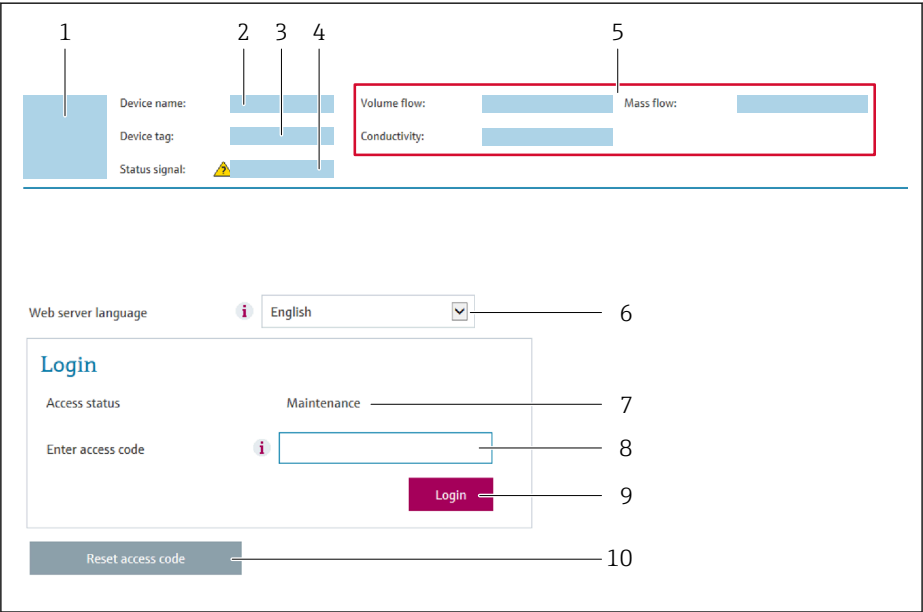 1 2 3 4 5
Device name:
Volume flow: Mass flow:
Device tag:
Conductivity:
Status signal: ?
Web server language i English 6
Login
Access status Maintenance 7
Enter access code i 8
Login 9
Reset access code 10